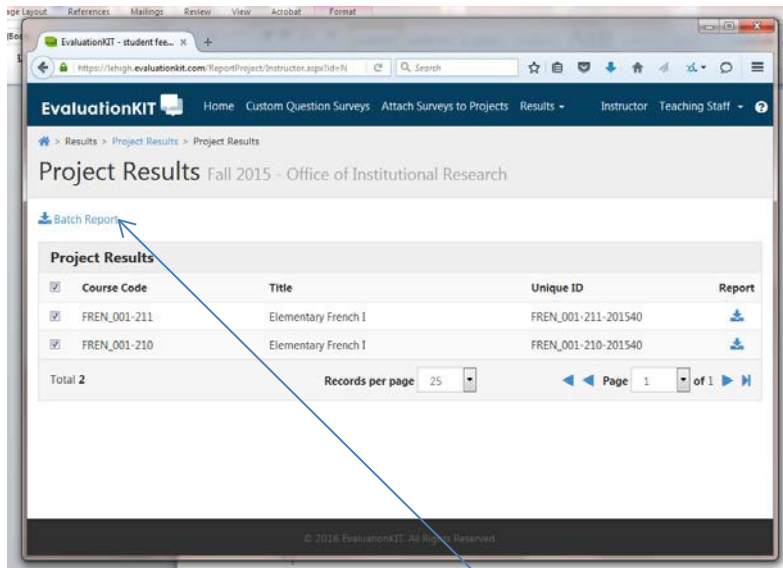 age Layout References Mailings Review View Acrobat Format
EvaluationKIT - student fee... × +
https://lehigh.evaluationkit.com/ReportProject/Instructor.aspx?id=N Search
EvaluationKIT Home Custom Question Surveys Attach Surveys to Projects Results Instructor Teaching Staff ?
> Results > Project Results > Project Results
Project Results Fall 2015 - Office of Institutional Research
Batch Report
Project Results
Course Code Title Unique ID Report
FREN_001-211 Elementary French I FREN_001-211-201540
FREN_001-210 Elementary French I FREN_001-210-201540
Total 2 Records per page 25 Page 1 of 1
© 2016 EvaluationKIT. All Rights Reserved.